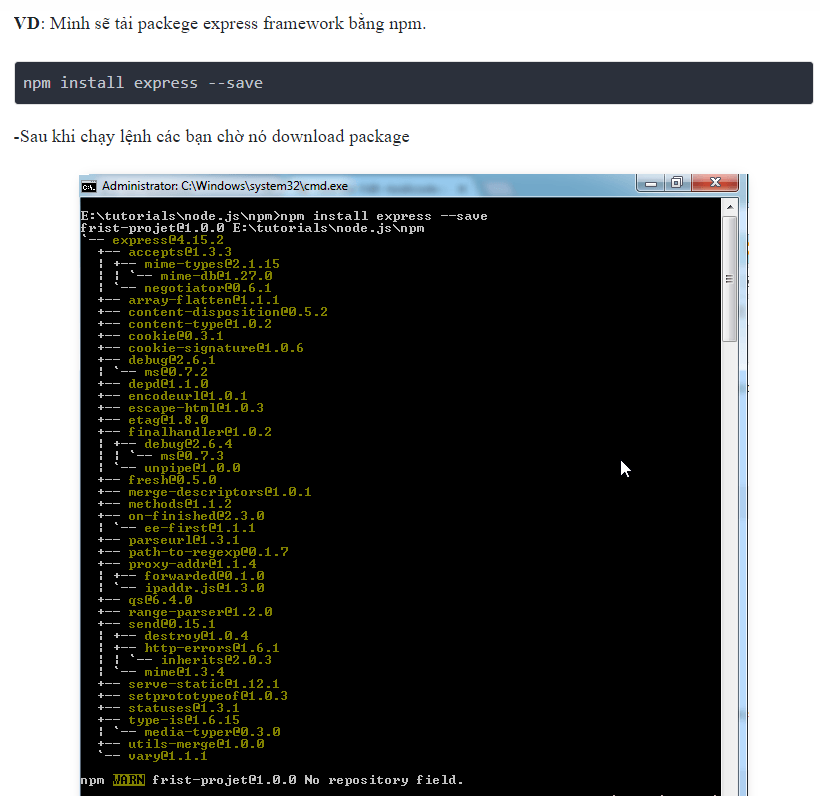 VD: Mình sẽ tải packege express framework bằng npm.
npm install express --save
-Sau khi chạy lệnh các bạn chờ nó download package
Administrator: C:\Windows\system32\cmd.exe
E:\tutorials\node.js\npm>npm install express --save
frist-projet@1.0.0 E:\tutorials\node.js\npm
`-- express@4.15.2
  +-- accepts@1.3.3
  | +-- mime-types@2.1.15
  | | `-- mime-db@1.27.0
  | `-- negotiator@0.6.1
  +-- array-flatten@1.1.1
  +-- content-disposition@0.5.2
  +-- content-type@1.0.2
  +-- cookie@0.3.1
  +-- cookie-signature@1.0.6
  +-- debug@2.6.1
  | `-- ms@0.7.2
  +-- depd@1.1.0
  +-- encodeurl@1.0.1
  +-- escape-html@1.0.3
  +-- etag@1.8.0
  +-- finalhandler@1.0.2
  | +-- debug@2.6.4
  | | `-- ms@0.7.3
  | `-- unpipe@1.0.0
  +-- fresh@0.5.0
  +-- merge-descriptors@1.0.1
  +-- methods@1.1.2
  +-- on-finished@2.3.0
  | `-- ee-first@1.1.1
  +-- parseurl@1.3.1
  +-- path-to-regexp@0.1.7
  +-- proxy-addr@1.1.4
  | +-- forwarded@0.1.0
  | `-- ipaddr.js@1.3.0
  +-- qs@6.4.0
  +-- range-parser@1.2.0
  +-- send@0.15.1
  | +-- destroy@1.0.4
  | +-- http-errors@1.6.1
  | | `-- inherits@2.0.3
  | `-- mime@1.3.4
  +-- serve-static@1.12.1
  +-- setprototypeof@1.0.3
  +-- statuses@1.3.1
  +-- type-is@1.6.15
  | `-- media-typer@0.3.0
  +-- utils-merge@1.0.0
  `-- vary@1.1.1
npm WARN frist-projet@1.0.0 No repository field.